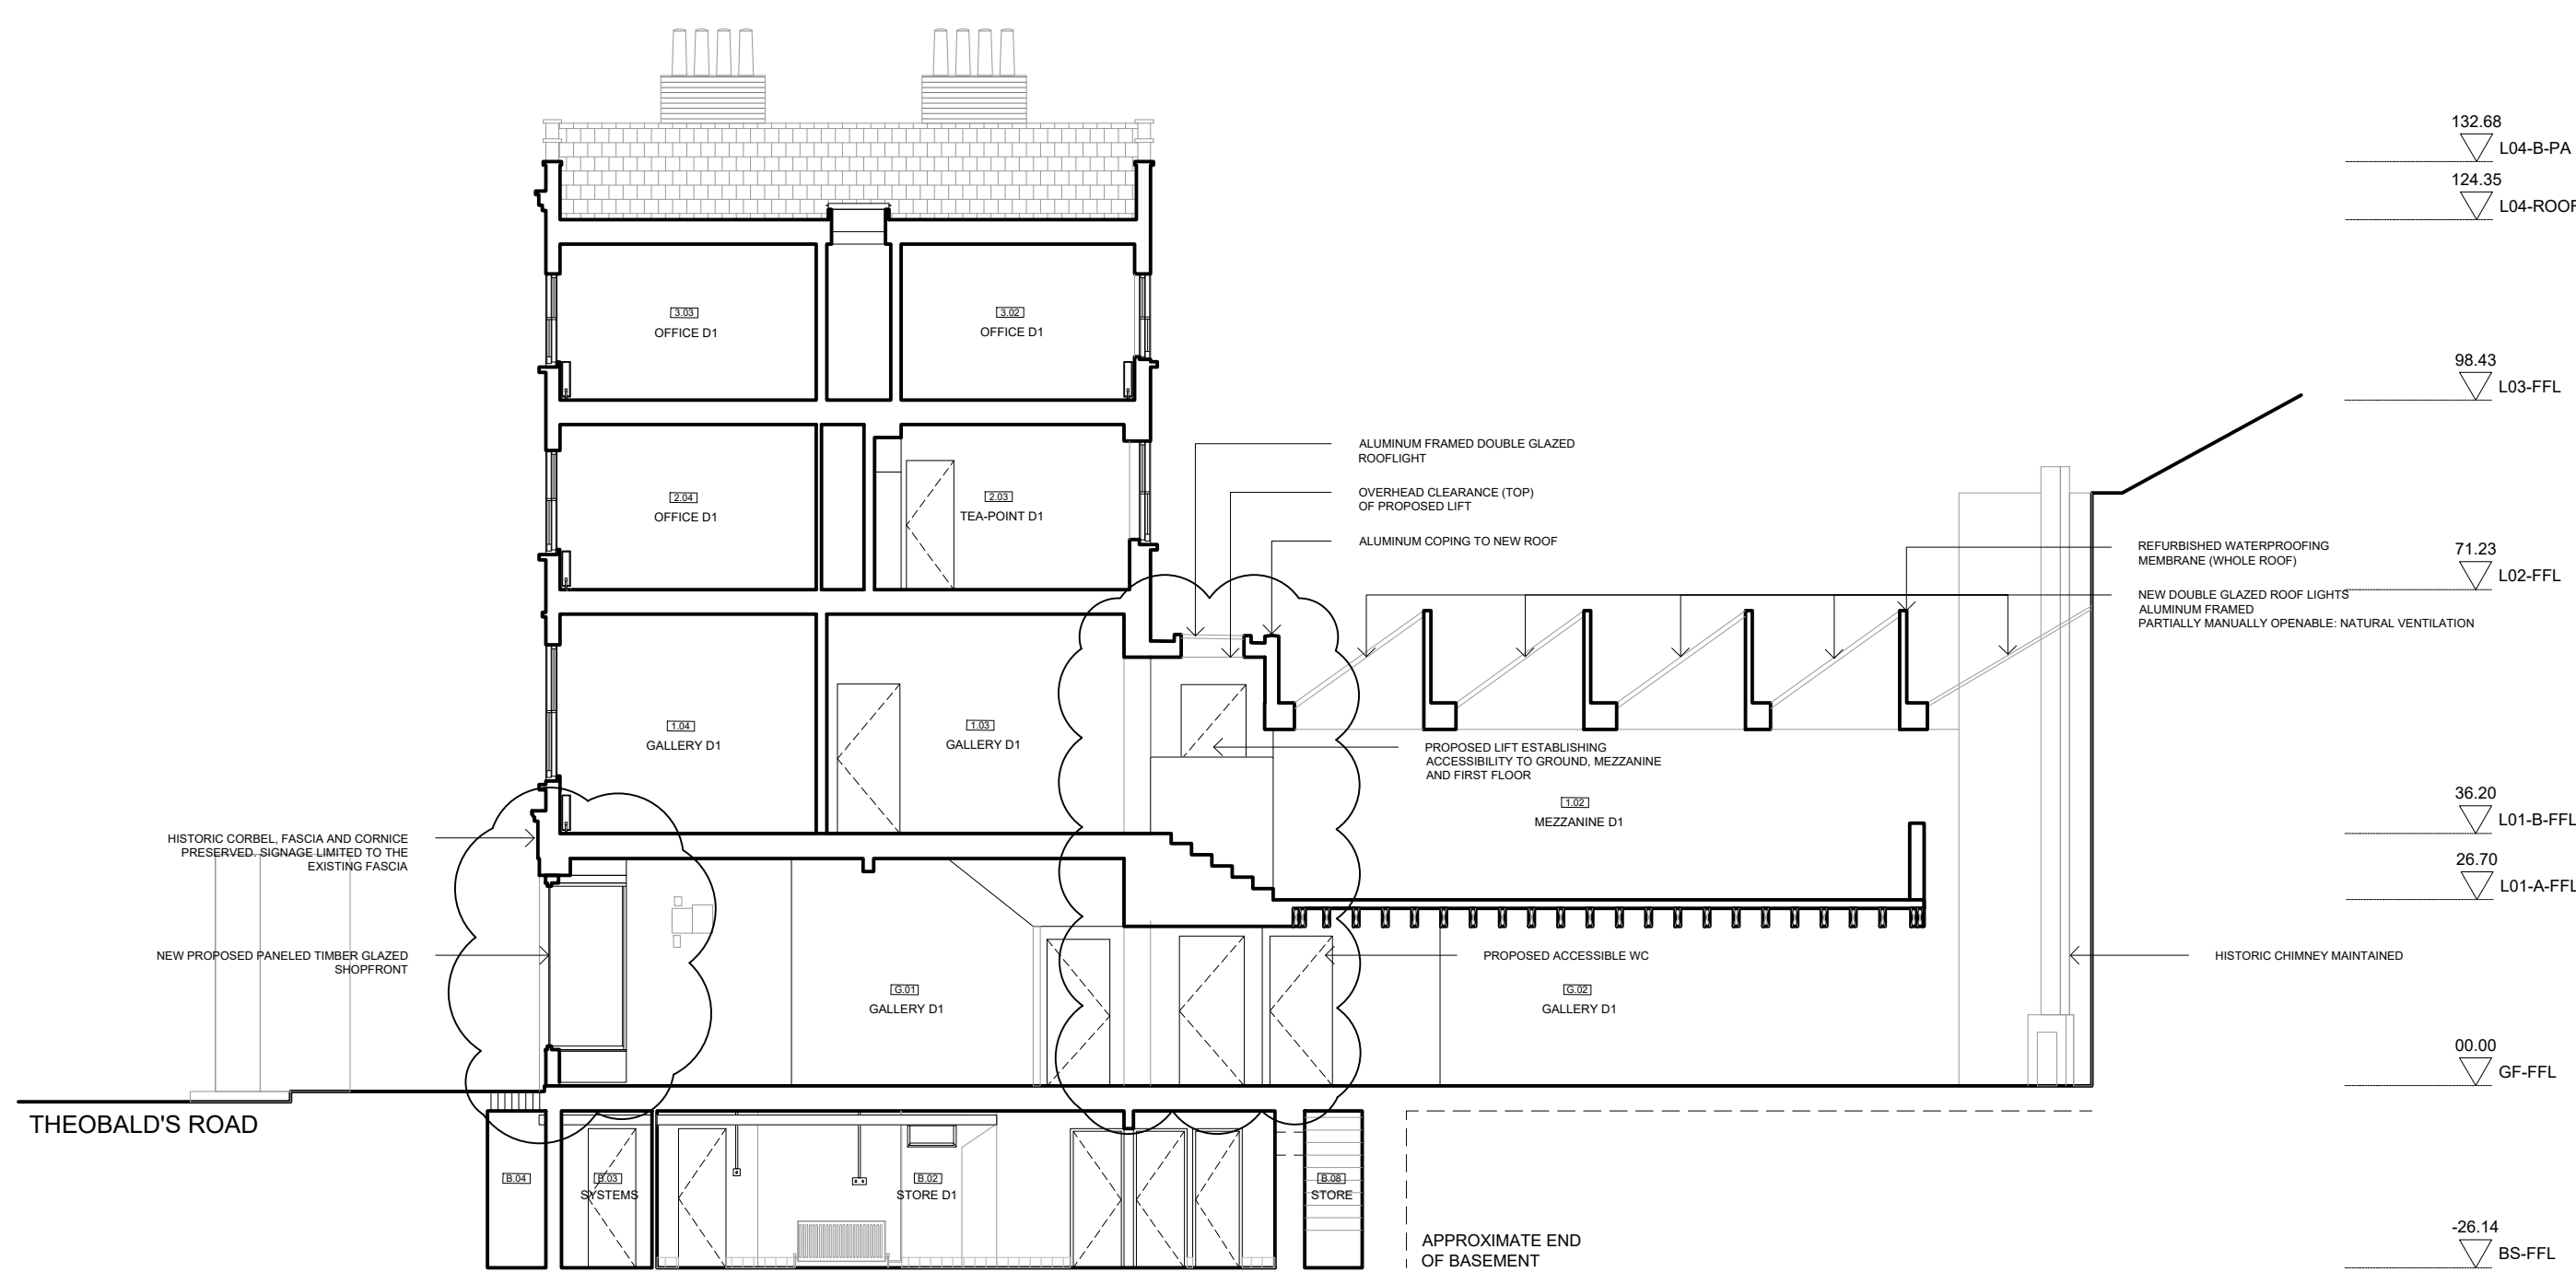 132.68
L04-B-PA
124.35
L04-ROOF
3.03
OFFICE D1
3.02
OFFICE D1
98.43
L03-FFL
ALUMINUM FRAMED DOUBLE GLAZED
ROOFLIGHT
2.04
OFFICE D1
2.03
TEA-POINT D1
OVERHEAD CLEARANCE (TOP)
OF PROPOSED LIFT
ALUMINUM COPING TO NEW ROOF
REFURBISHED WATERPROOFING
MEMBRANE (WHOLE ROOF)
71.23
L02-FFL
NEW DOUBLE GLAZED ROOF LIGHTS
ALUMINUM FRAMED
PARTIALLY MANUALLY OPENABLE: NATURAL VENTILATION
1.04
GALLERY D1
1.03
GALLERY D1
PROPOSED LIFT ESTABLISHING
ACCESSIBILITY TO GROUND, MEZZANINE
AND FIRST FLOOR
1.02
MEZZANINE D1
36.20
L01-B-FFL
HISTORIC CORBEL, FASCIA AND CORNICE
PRESERVED. SIGNAGE LIMITED TO THE
EXISTING FASCIA
26.70
L01-A-FFL
NEW PROPOSED PANELED TIMBER GLAZED
SHOPFRONT
PROPOSED ACCESSIBLE WC
HISTORIC CHIMNEY MAINTAINED
G.01
GALLERY D1
G.02
GALLERY D1
00.00
GF-FFL
THEOBALD'S ROAD
B.04
B.03
SYSTEMS
B.02
STORE D1
B.08
STORE
APPROXIMATE END
OF BASEMENT
-26.14
BS-FFL